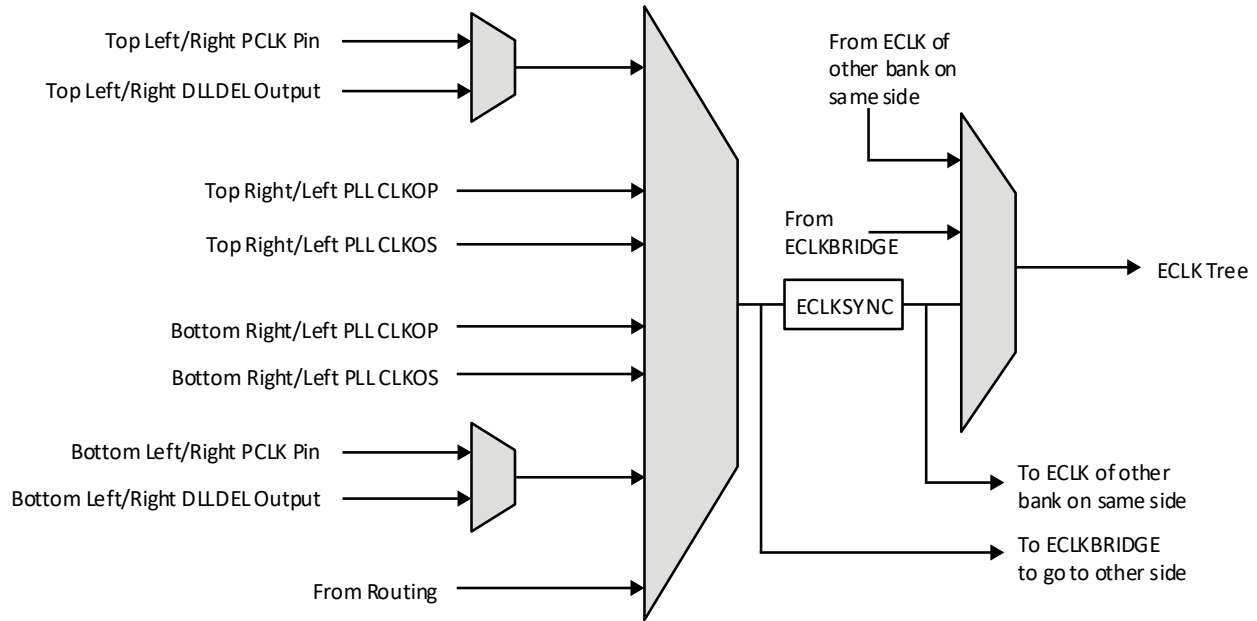 Top Left/Right PCLK Pin
Top Left/Right DLLDEL Output
Top Right/Left PLL CLKOP
Top Right/Left PLL CLKOS
Bottom Right/Left PLL CLKOP
Bottom Right/Left PLL CLKOS
Bottom Left/Right PCLK Pin
Bottom Left/Right DLLDEL Output
From Routing
From ECLK of
other bank on
same side
From
ECLKBRIDGE
ECLKSYNC
ECLK Tree
To ECLK of other
bank on same side
To ECLKBRIDGE
to go to other side